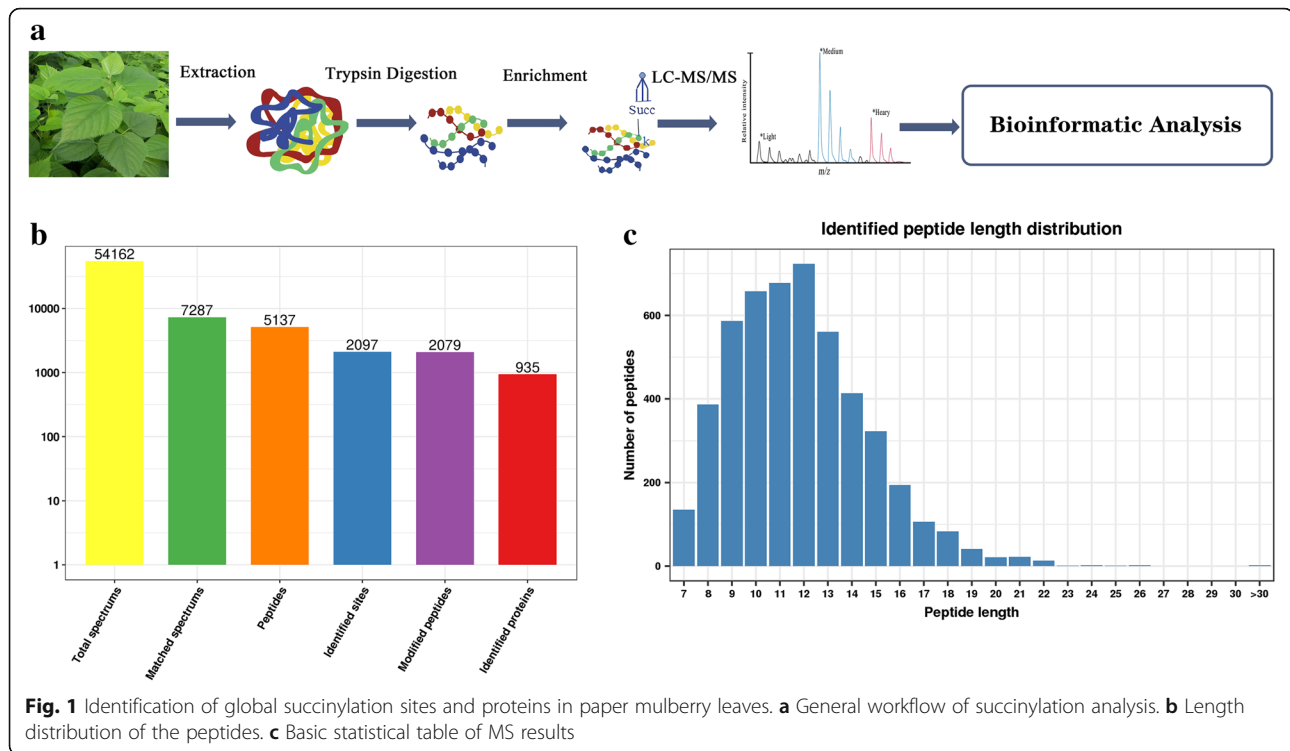 a
Extraction
Trypsin Digestion
Enrichment
LC-MS/MS
Succ
k
Relative intensity
*Light
*Medium
*Heary
m/z
Bioinformatic Analysis
b
54162
7287
5137
2097
2079
935
10000
1000
100
10
1
Total spectrums
Matched spectrums
Peptides
Identified sites
Modified peptides
Identified proteins
c
Identified peptide length distribution
Number of peptides
600
400
200
0
7 8 9 10 11 12 13 14 15 16 17 18 19 20 21 22 23 24 25 26 27 28 29 30 >30
Peptide length
Fig. 1 Identification of global succinylation sites and proteins in paper mulberry leaves. a General workflow of succinylation analysis. b Length
distribution of the peptides. c Basic statistical table of MS results